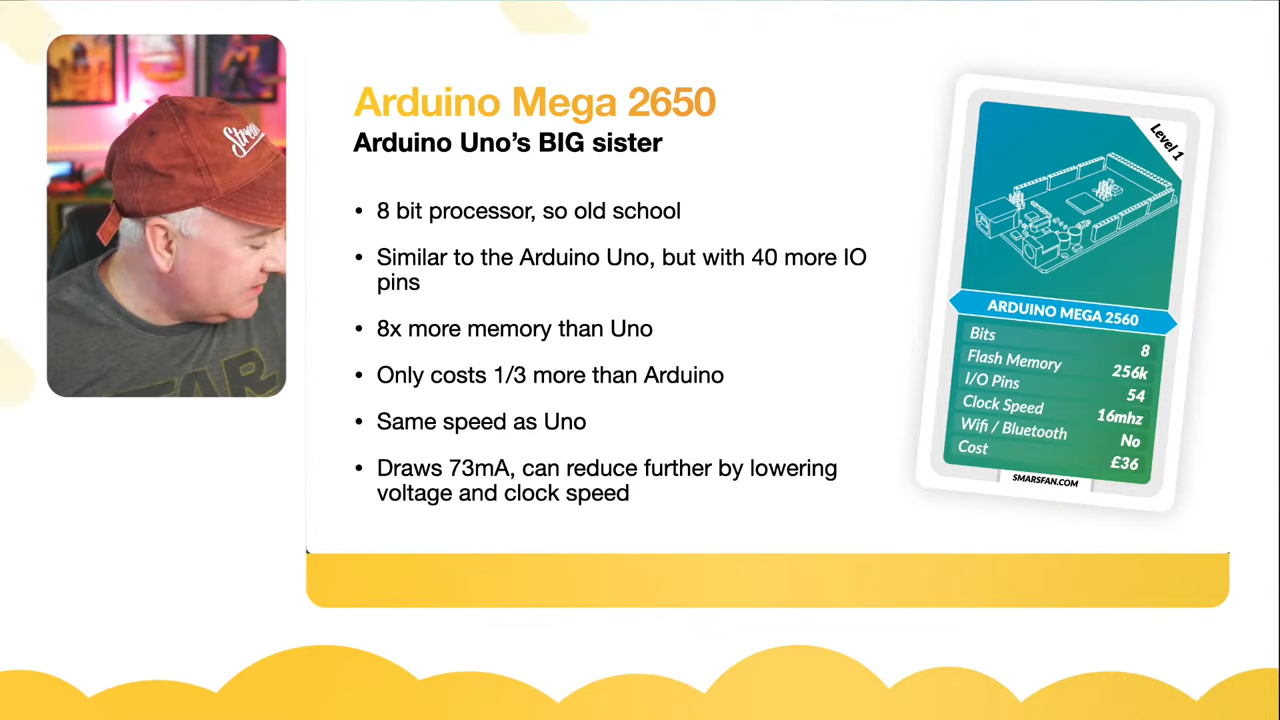 Arduino Mega 2650
Arduino Uno's BIG sister
• 8 bit processor, so old school
• Similar to the Arduino Uno, but with 40 more IO
pins
• 8x more memory than Uno
• Only costs 1/3 more than Arduino
• Same speed as Uno
• Draws 73mA, can reduce further by lowering
voltage and clock speed
Level 1
ARDUINO MEGA 2560
Bits 8
Flash Memory 256k
I/O Pins 54
Clock Speed 16mhz
Wifi / Bluetooth No
Cost £36
SMARSFAN.COM